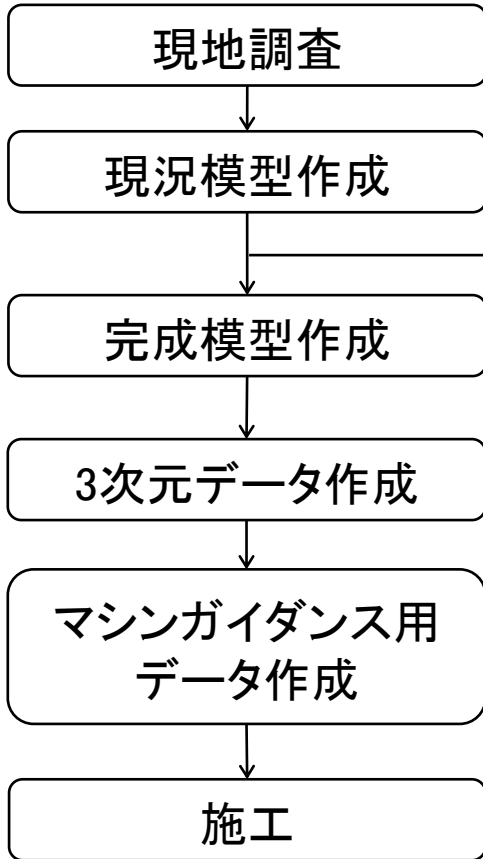 現地調査
現況模型作成
完成模型作成
3次元データ作成
マシンガイダンス用
データ作成
施工